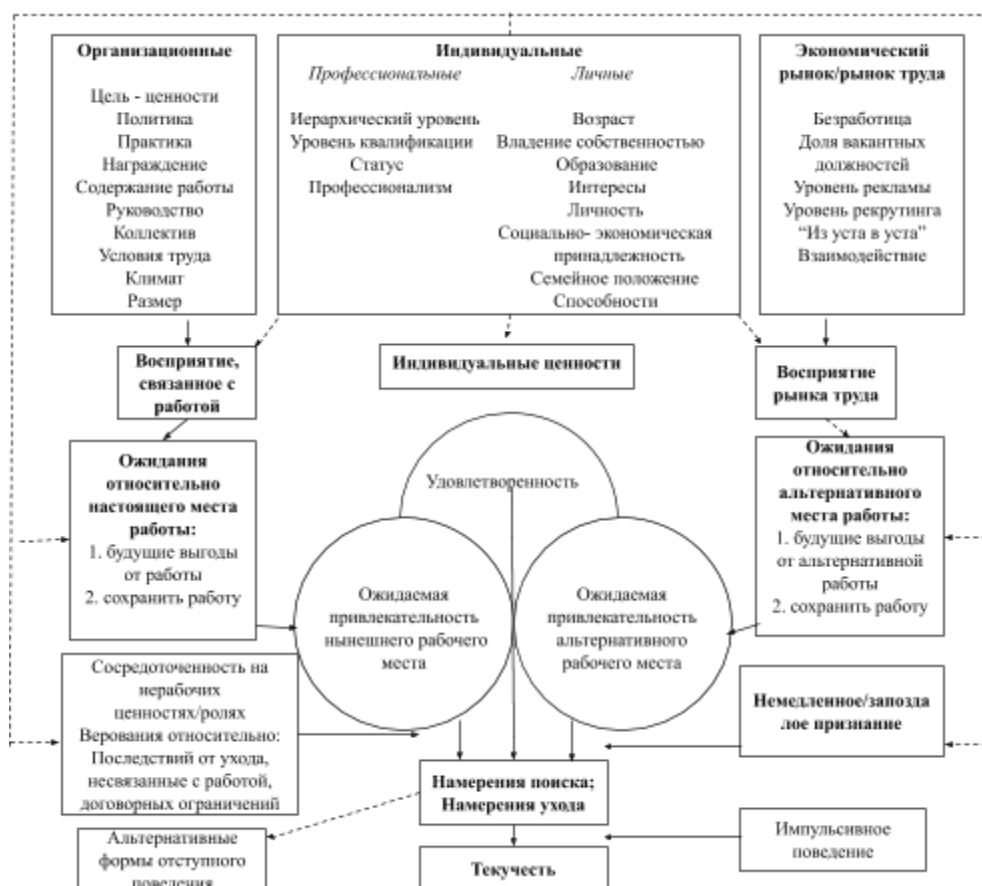 Организационные
Цель - ценности
Политика
Практика
Награждение
Содержание работы
Руководство
Коллектив
Условия труда
Климат
Размер
Индивидуальные
Профессиональные
Иерархический уровень
Уровень квалификации
Статус
Профессионализм
Личные
Возраст
Владение собственностью
Образование
Интересы
Личность
Социально- экономическая
принадлежность
Семейное положение
Способности
Экономический
рынок/рынок труда
Безработица
Доля вакантных
должностей
Уровень рекламы
Уровень рекрутинга
“Из уста в уста”
Взаимодействие
Восприятие,
связанное с
работой
Индивидуальные ценности
Восприятие
рынка труда
Ожидания
относительно
настоящего места
работы:
1. будущие выгоды
от работы
2. сохранить работу
Удовлетворенность
Ожидаемая
привлекательность
нынешнего рабочего
места
Ожидаемая
привлекательность
альтернативного
рабочего места
Ожидания
относительно
альтернативного
места работы:
1. будущие выгоды
от альтернативной
работы
2. сохранить работу
Сосредоточенность на
нерабочих
ценностях/ролях
Верования относительно:
Последствий от ухода,
несвязанные с работой,
договорных ограничений
Немедленное/запозда
лое признание
Намерения поиска;
Намерения ухода
Альтернативные
формы отступного
поведения
Текучесть
Импульсивное
поведение